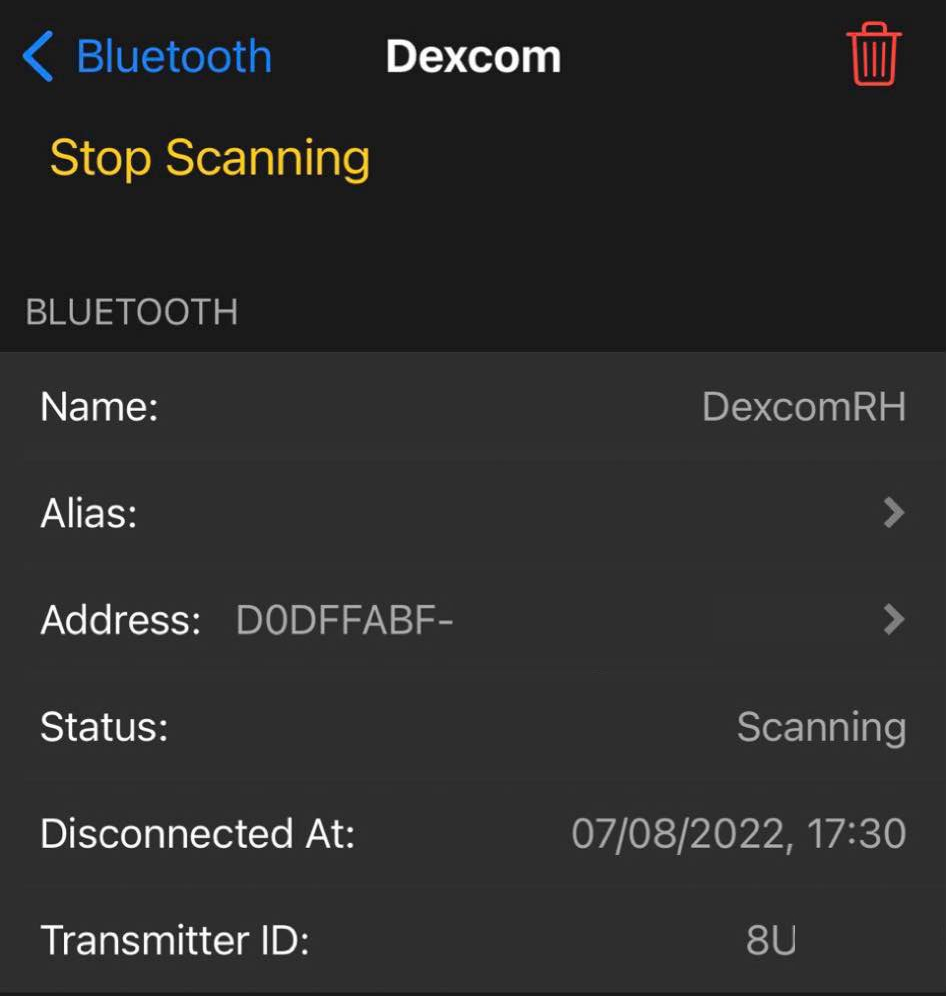 Bluetooth Dexcom
Stop Scanning
BLUETOOTH
Name: DexcomRH
Alias:
Address: D0DFFABF-
Status: Scanning
Disconnected At: 07/08/2022, 17:30
Transmitter ID: 8U